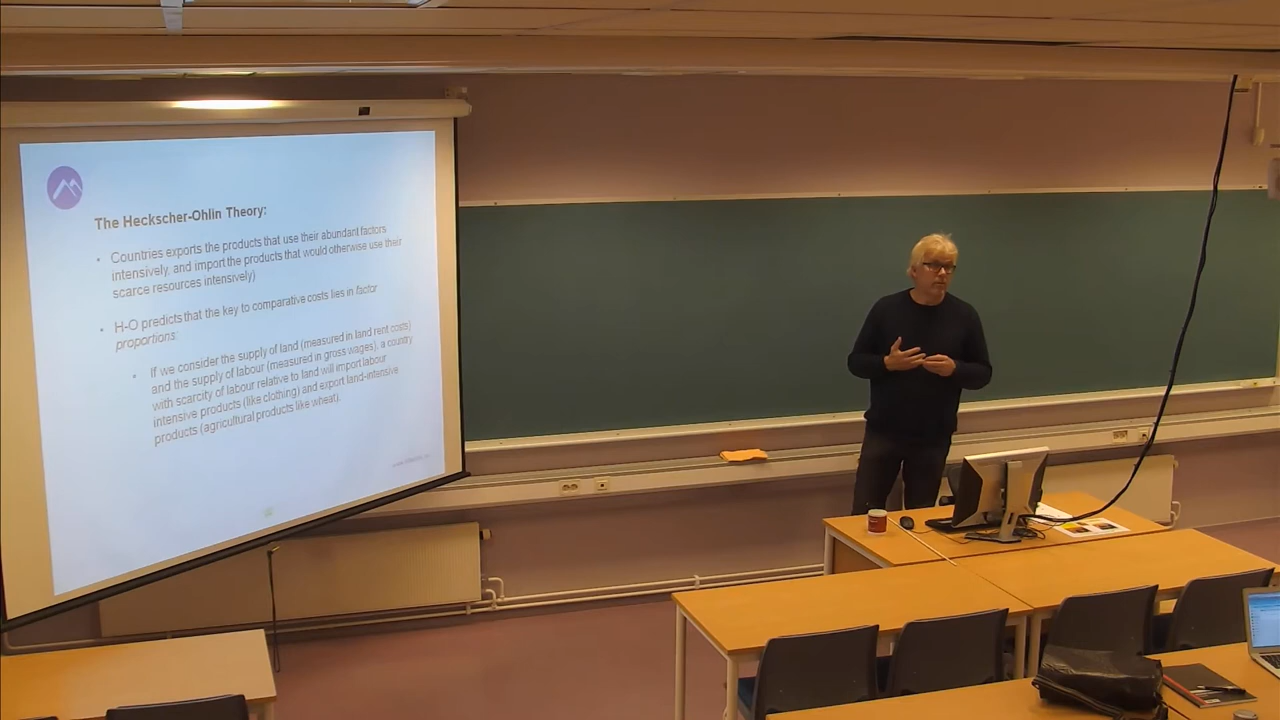 The Heckscher-Ohlin Theory:
Countries exports the products that use their abundant factors
intensively, and import the products that would otherwise use their
scarce resources intensively)
H-O predicts that the key to comparative costs lies in factor
proportions:
If we consider the supply of land (measured in land rent costs)
and the supply of labour (measured in gross wages), a country
with scarcity of labour relative to land will import labour
intensive products (like clothing) and export land-intensive
products (agricultural products like wheat).